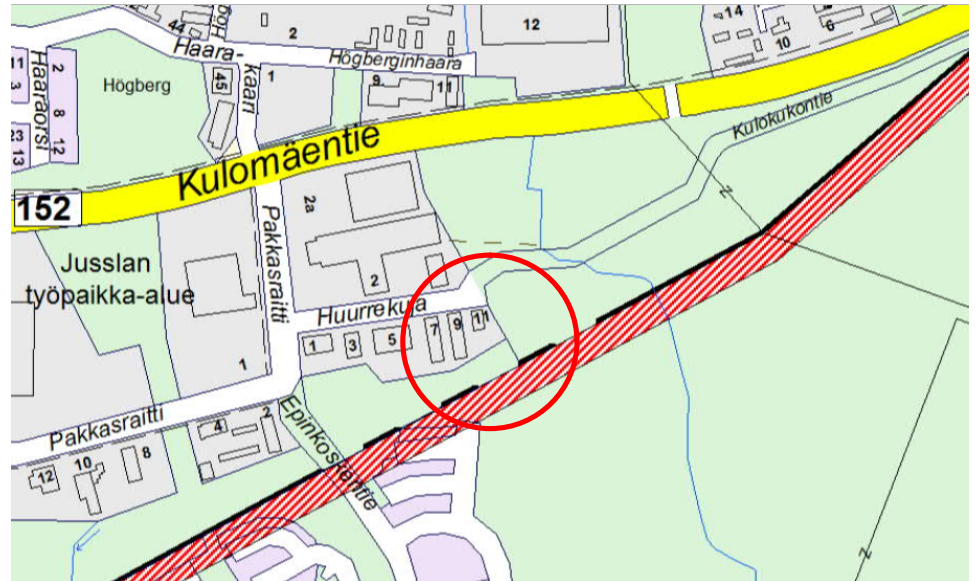 44
Hög
2
12
14
10
6
Haara-
kaari
Högberginhaara
11
3
2
Haaraorsi
8
12
23
13
Högberg
45
1
9
11
Kulokukontie
Kulomäentie
152
2a
z
Jusslan
työpaikka-alue
Pakkasraitti
2
Huurrekuja
1
3
5
7
9
11
1
Pakkasraitti
4
2
Epinkoskentie
12
10
8
z